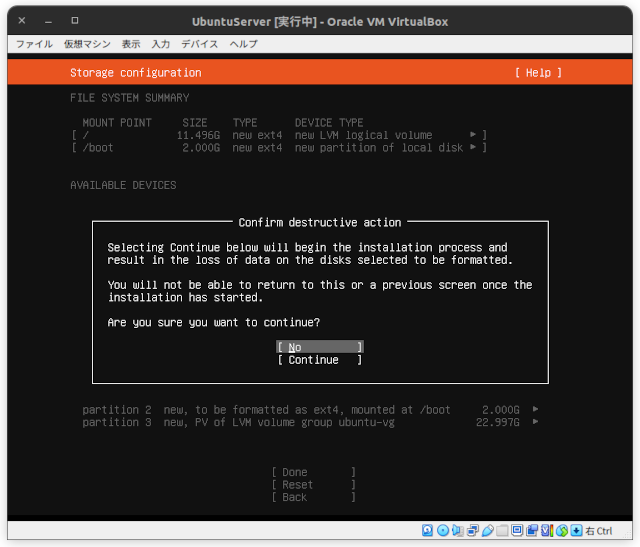 UbuntuServer [実行中] - Oracle VM VirtualBox
ファイル 仮想マシン 表示 入力 デバイス ヘルプ
Storage configuration [ Help ]
FILE SYSTEM SUMMARY
MOUNT POINT SIZE TYPE DEVICE TYPE
[ / 11.496G new ext4 new LVM logical volume ▸ ]
[ /boot 2.000G new ext4 new partition of local disk ▸ ]
AVAILABLE DEVICES
Confirm destructive action
Selecting Continue below will begin the installation process and
result in the loss of data on the disks selected to be formatted.
You will not be able to return to this or a previous screen once the
installation has started.
Are you sure you want to continue?
[ No ]
[ Continue ]
partition 2 new, to be formatted as ext4, mounted at /boot 2.000G ▸
partition 3 new, PV of LVM volume group ubuntu-vg 22.997G ▸
[ Done ]
[ Reset ]
[ Back ]
右 Ctrl